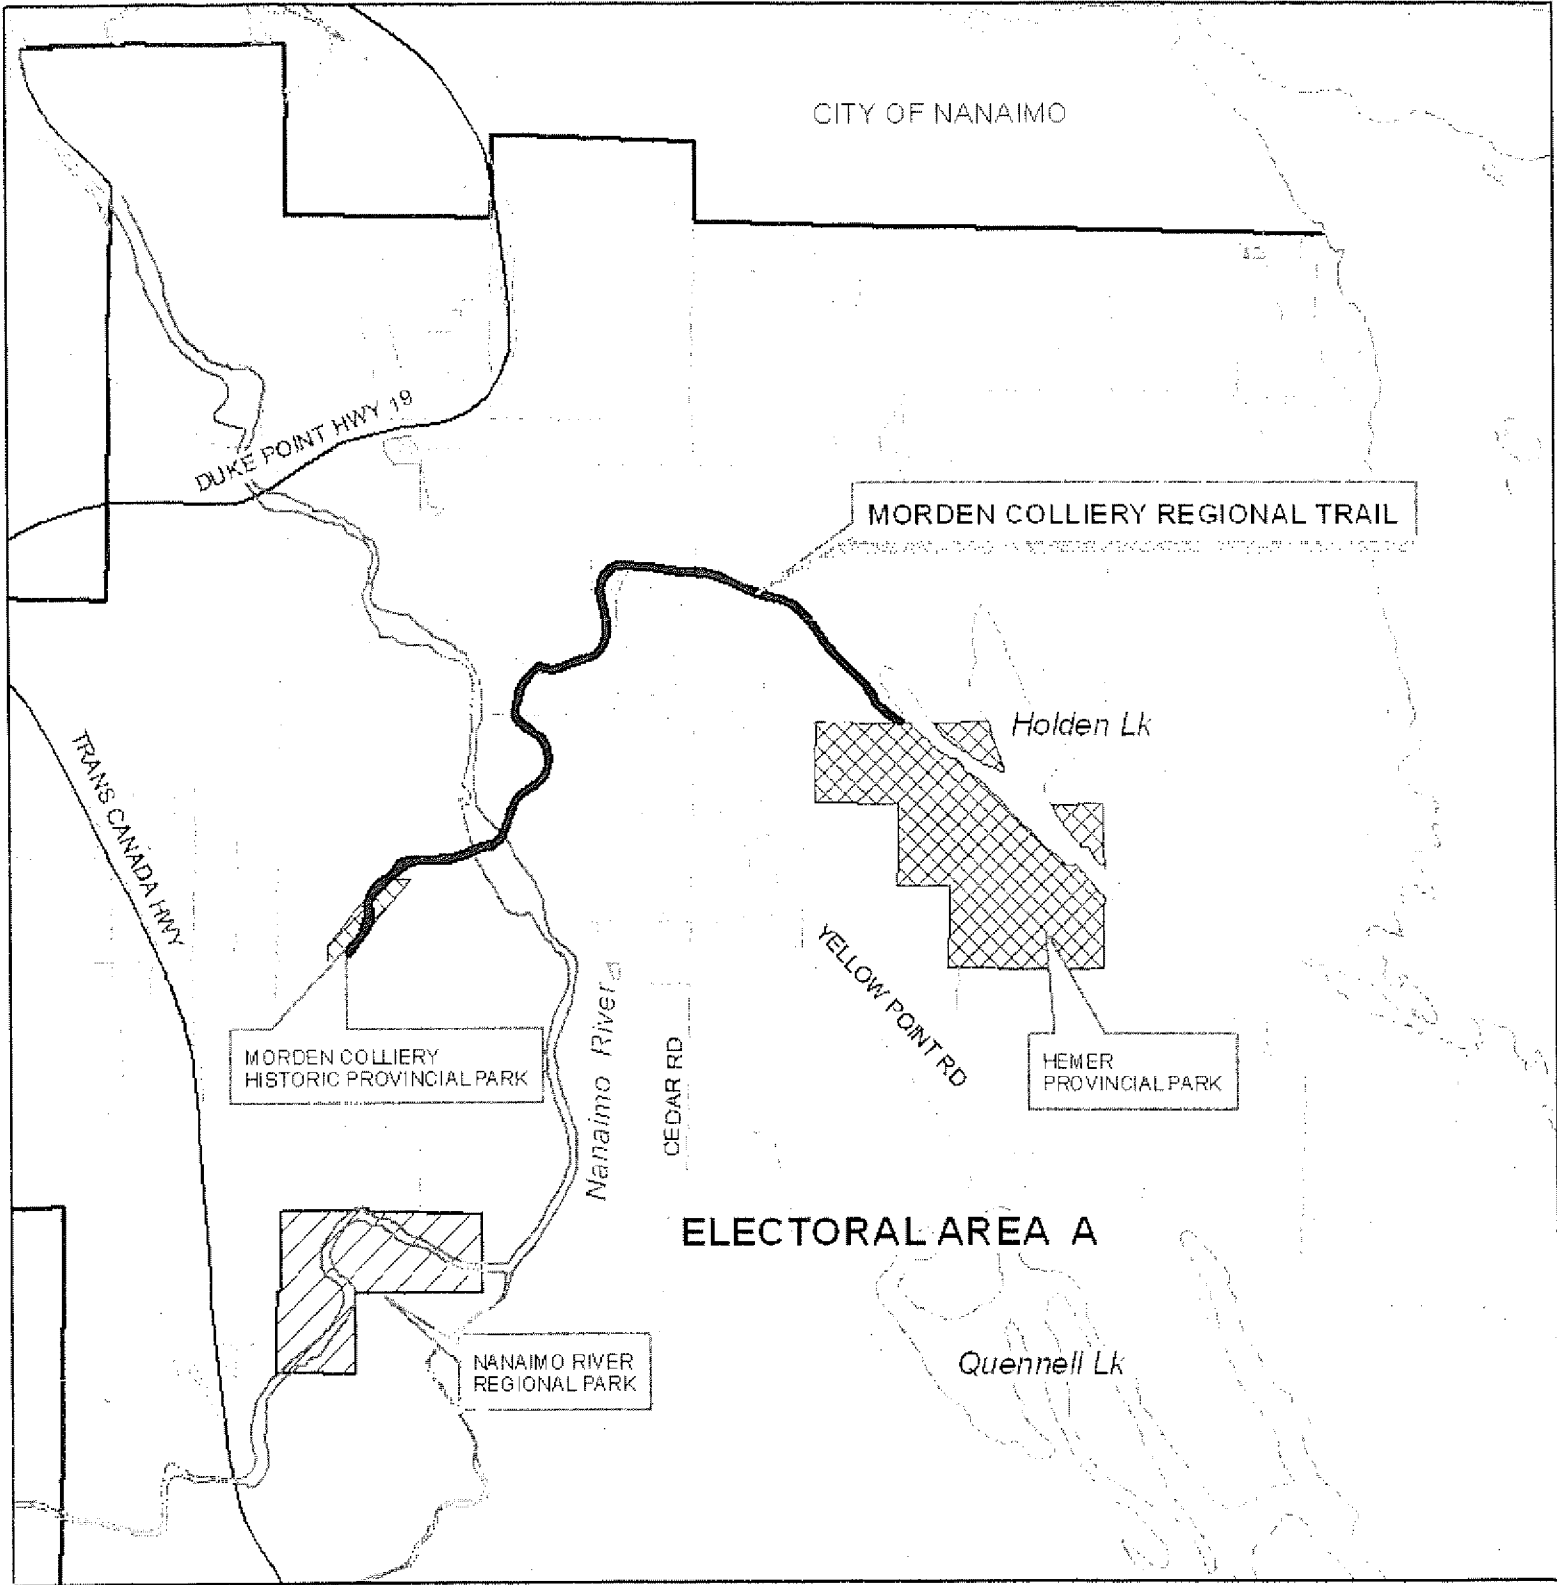 CITY OF NANAIMO
DUKE POINT HWY 19
MORDEN COLLIERY REGIONAL TRAIL
Holden Lk
TRANS CANADA HWY
YELLOW POINT RD
Nanaimo River
CEDAR RD
MORDEN COLLIERY
HISTORIC PROVINCIAL PARK
HEMER
PROVINCIAL PARK
ELECTORAL AREA A
NANAIMO RIVER
REGIONAL PARK
Quennell Lk